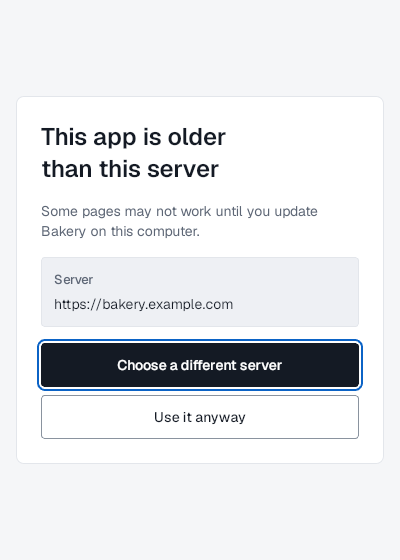 This app is older
than this server
Some pages may not work until you update
Bakery on this computer.
Server
https://bakery.example.com
Choose a different server
Use it anyway